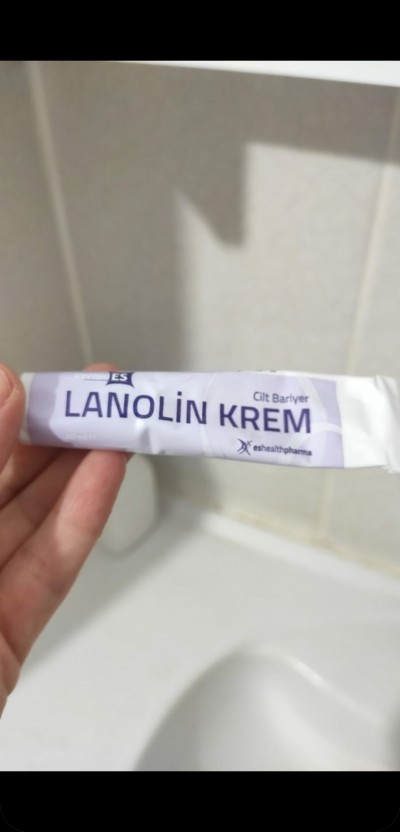 ES
Cilt Bariyer
LANOLİN KREM
eshealthpharma